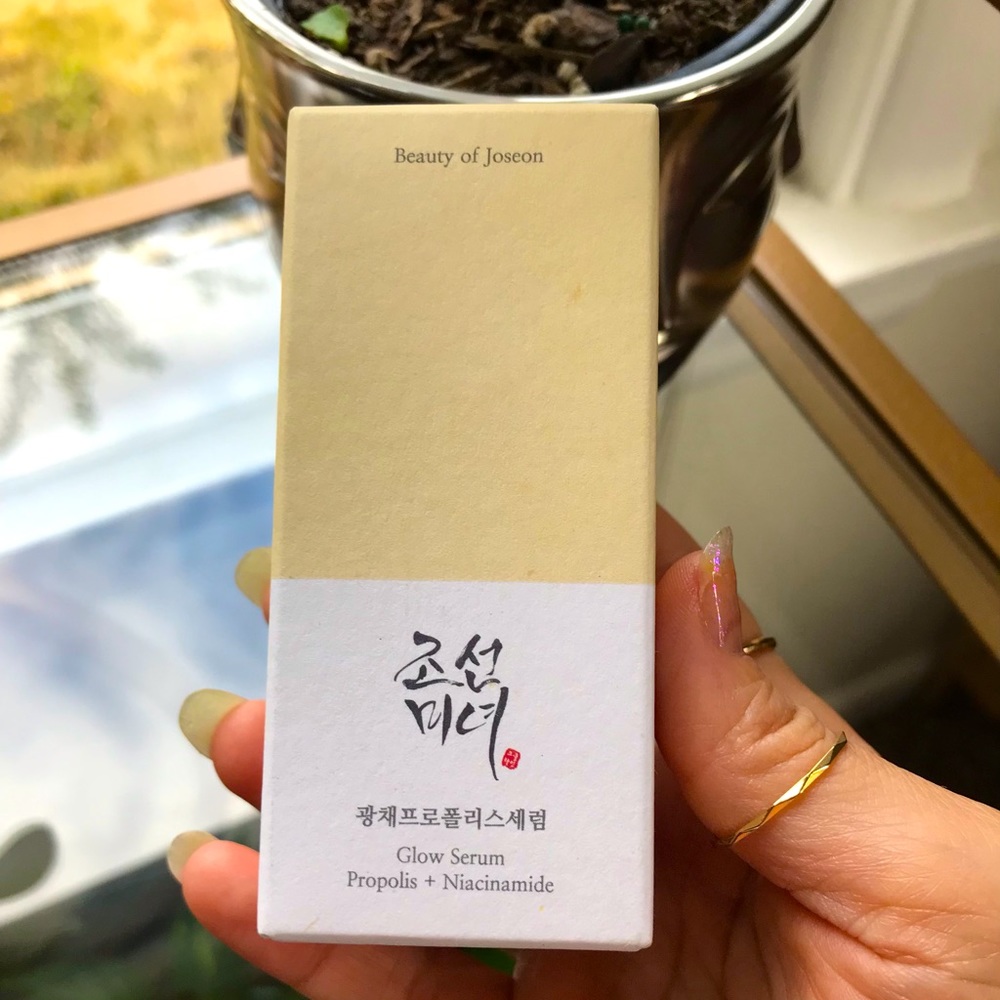 Beauty of Joseon
조선
미녀
광채프로폴리스세럼
Glow Serum
Propolis + Niacinamide